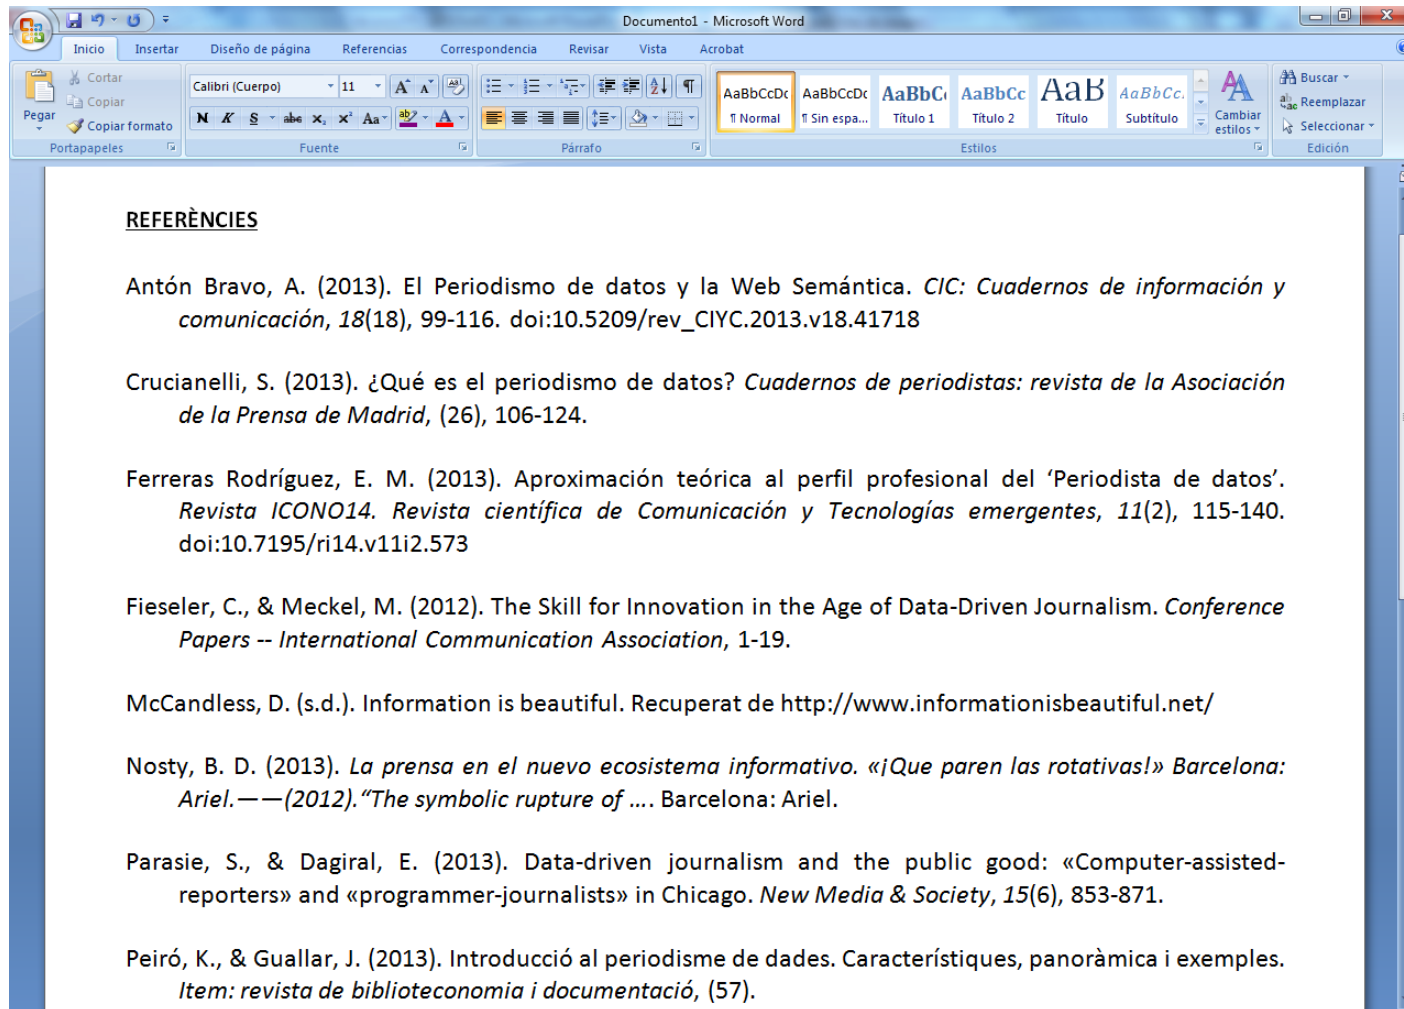 Documento1 - Microsoft Word
Inicio Insertar Diseño de página Referencias Correspondencia Revisar Vista Acrobat
Pegar
Cortar
Copiar
Copiar formato
Portapapeles
Calibri (Cuerpo) 11
N K S abc x₂ x² Aa ab A
Fuente
Párrafo
AaBbCcDc AaBbCcDc AaBbC AaBbCc AaB AaBbCc.
¶ Normal ¶ Sin espa... Título 1 Título 2 Título Subtítulo
Cambiar
estilos
Estilos
Buscar
Reemplazar
Seleccionar
Edición
REFERÈNCIES
Antón Bravo, A. (2013). El Periodismo de datos y la Web Semántica. CIC: Cuadernos de información y
comunicación, 18(18), 99-116. doi:10.5209/rev_CIYC.2013.v18.41718
Crucianelli, S. (2013). ¿Qué es el periodismo de datos? Cuadernos de periodistas: revista de la Asociación
de la Prensa de Madrid, (26), 106-124.
Ferreras Rodríguez, E. M. (2013). Aproximación teórica al perfil profesional del ‘Periodista de datos’.
Revista ICONO14. Revista científica de Comunicación y Tecnologías emergentes, 11(2), 115-140.
doi:10.7195/ri14.v11i2.573
Fieseler, C., & Meckel, M. (2012). The Skill for Innovation in the Age of Data-Driven Journalism. Conference
Papers -- International Communication Association, 1-19.
McCandless, D. (s.d.). Information is beautiful. Recuperat de http://www.informationisbeautiful.net/
Nosty, B. D. (2013). La prensa en el nuevo ecosistema informativo. «¡Que paren las rotativas!» Barcelona:
Ariel.——(2012).“The symbolic rupture of …. Barcelona: Ariel.
Parasie, S., & Dagiral, E. (2013). Data-driven journalism and the public good: «Computer-assisted-
reporters» and «programmer-journalists» in Chicago. New Media & Society, 15(6), 853-871.
Peiró, K., & Guallar, J. (2013). Introducció al periodisme de dades. Característiques, panoràmica i exemples.
Item: revista de biblioteconomia i documentació, (57).